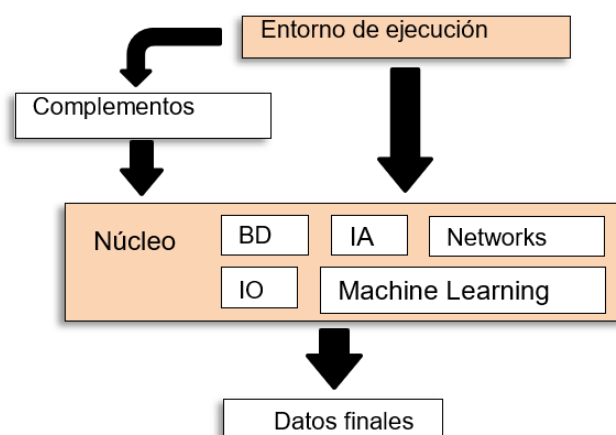 Entorno de ejecución
Complementos
Núcleo
BD
IA
Networks
IO
Machine Learning
Datos finales